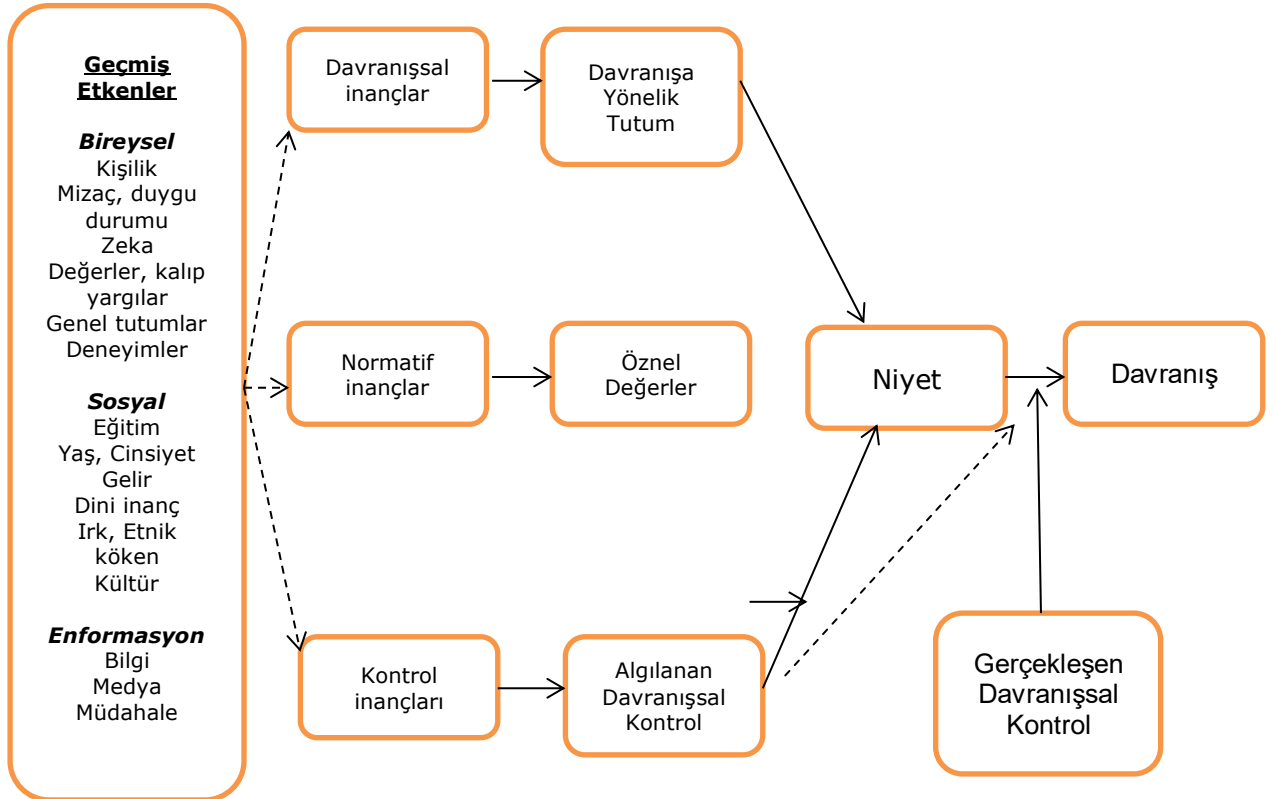 Geçmiş
Etkenler
Bireysel
Kişilik
Mizaç, duygu
durumu
Zeka
Değerler, kalıp
yargılar
Genel tutumlar
Deneyimler
Sosyal
Eğitim
Yaş, Cinsiyet
Gelir
Dini inanç
Irk, Etnik
köken
Kültür
Enformasyon
Bilgi
Medya
Müdahale
Davranışsal
inançlar
Davranışa
Yönelik
Tutum
Normatif
inançlar
Öznel
Değerler
Kontrol
inançları
Algılanan
Davranışsal
Kontrol
Niyet
Davranış
Gerçekleşen
Davranışsal
Kontrol